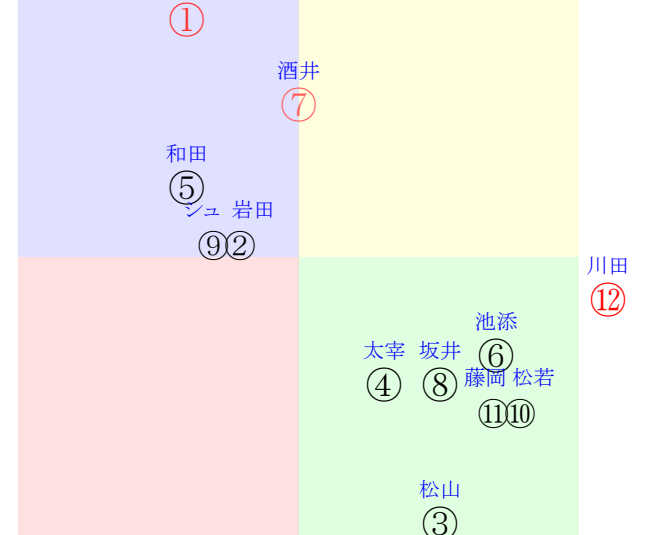 ①
酒井
⑦
和田
⑤
シュ 岩田
⑨②
川田
⑫
池添
⑥
太宰 坂井
④ ⑧
藤岡 松若
⑪⑩
松山
③